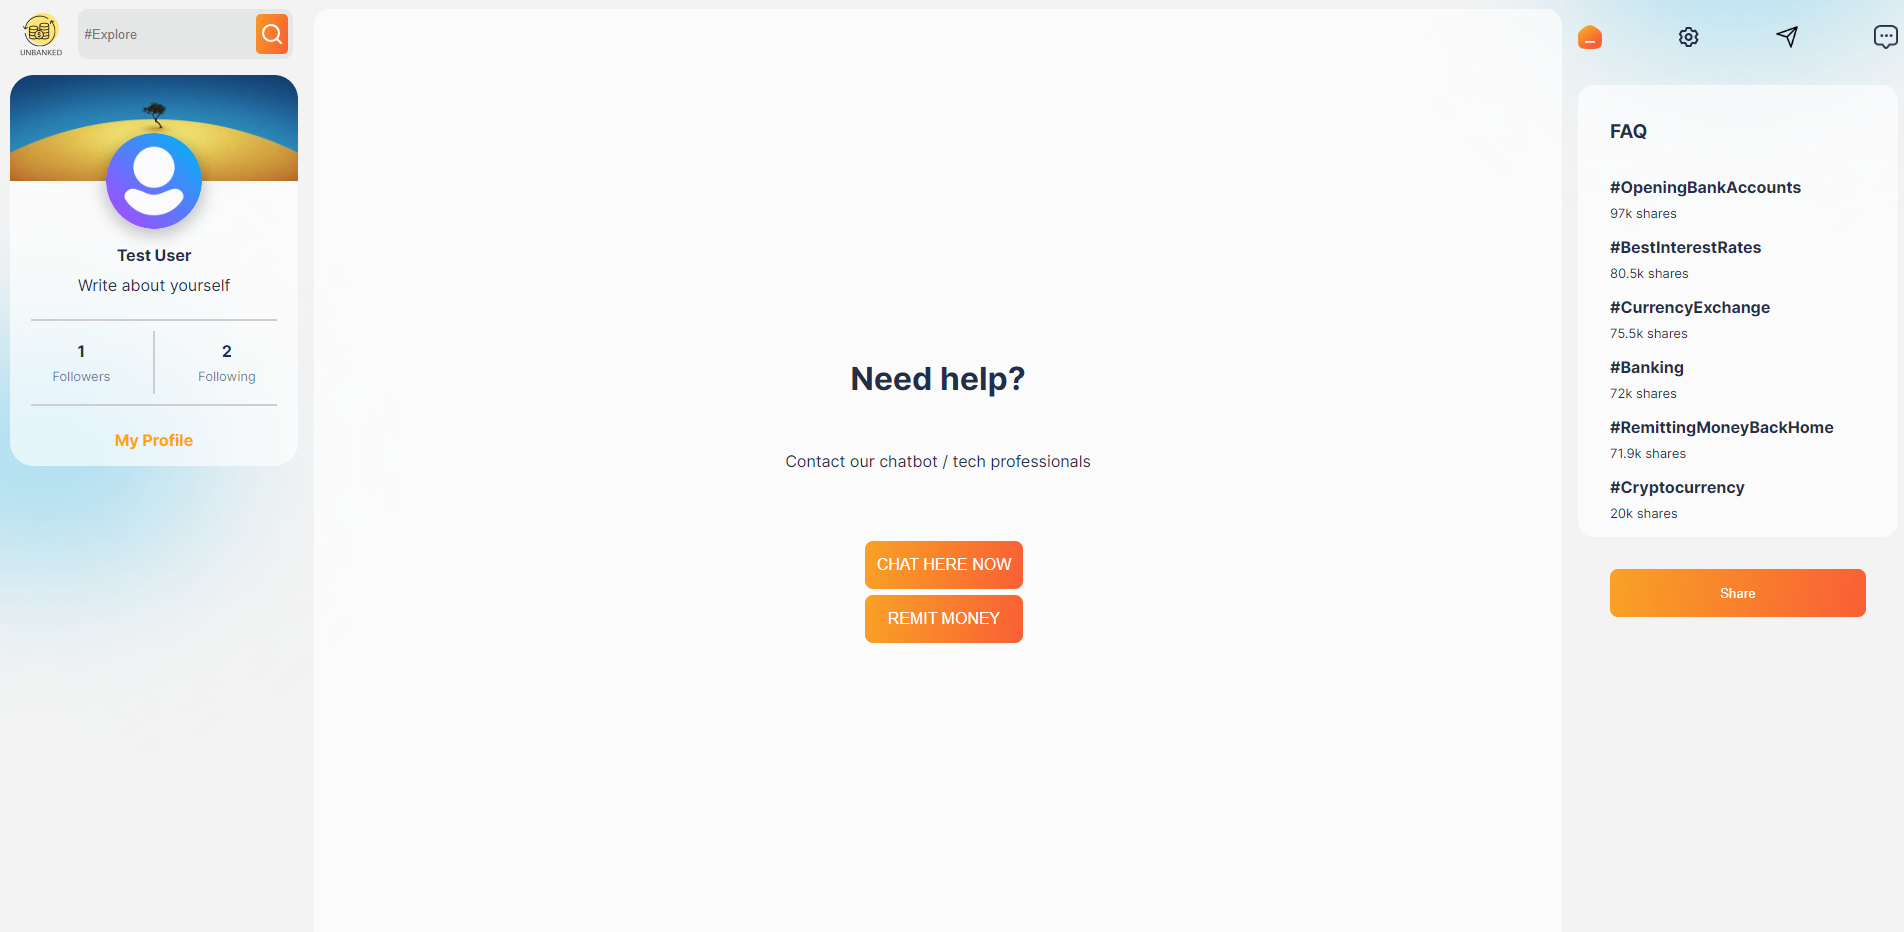 UNBANKED
#Explore
Test User
Write about yourself
1
Followers
2
Following
My Profile
Need help?
Contact our chatbot / tech professionals
CHAT HERE NOW
REMIT MONEY
FAQ
#OpeningBankAccounts
97k shares
#BestInterestRates
80.5k shares
#CurrencyExchange
75.5k shares
#Banking
72k shares
#RemittingMoneyBackHome
71.9k shares
#Cryptocurrency
20k shares
Share